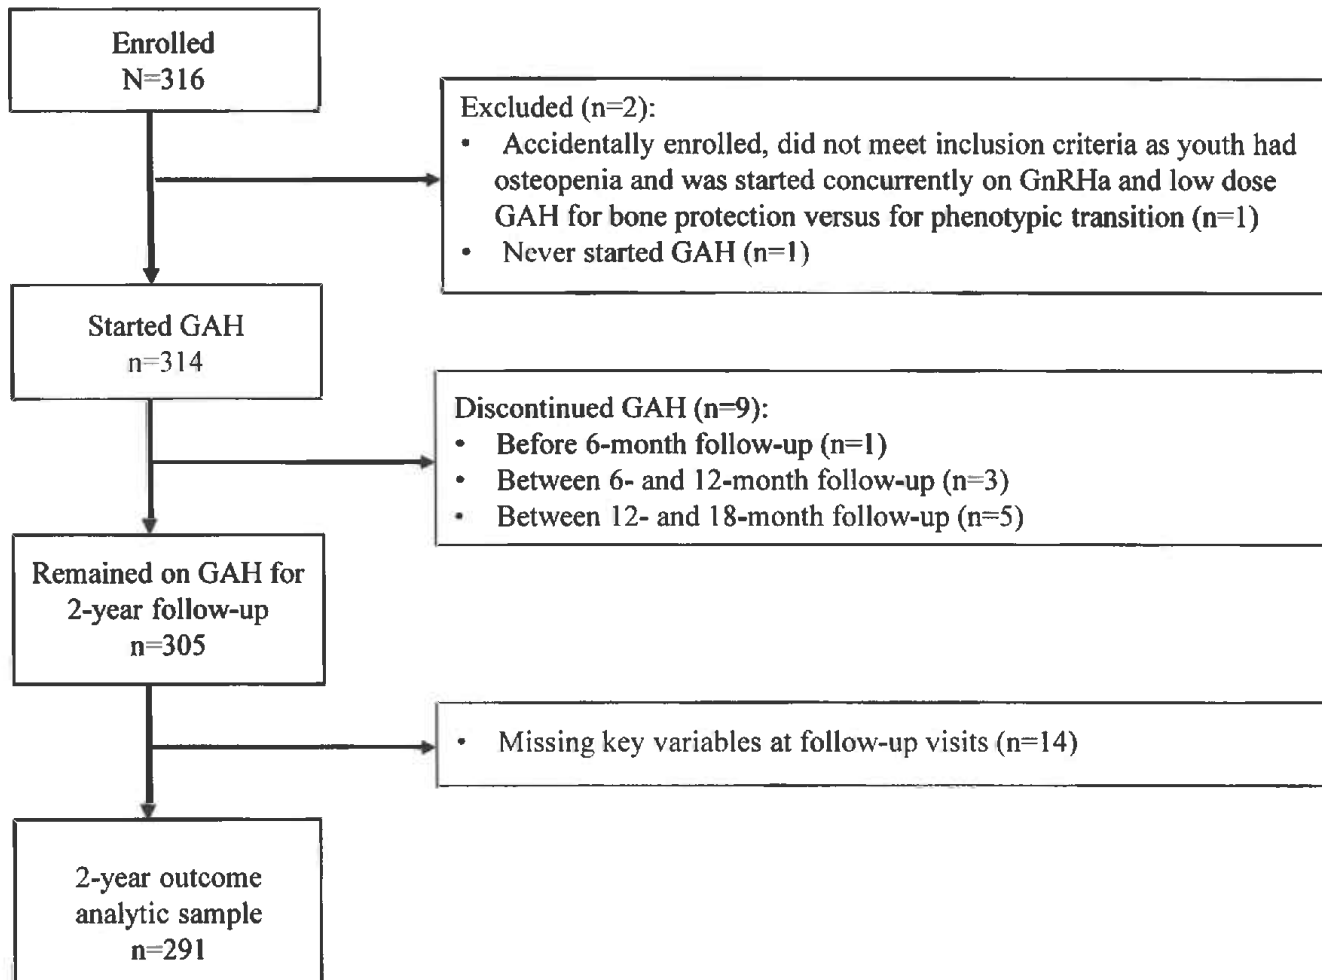 Enrolled
N=316
Excluded (n=2):
• Accidentally enrolled, did not meet inclusion criteria as youth had
osteopenia and was started concurrently on GnRHa and low dose
GAH for bone protection versus for phenotypic transition (n=1)
• Never started GAH (n=1)
Started GAH
n=314
Discontinued GAH (n=9):
• Before 6-month follow-up (n=1)
• Between 6- and 12-month follow-up (n=3)
• Between 12- and 18-month follow-up (n=5)
Remained on GAH for
2-year follow-up
n=305
• Missing key variables at follow-up visits (n=14)
2-year outcome
analytic sample
n=291